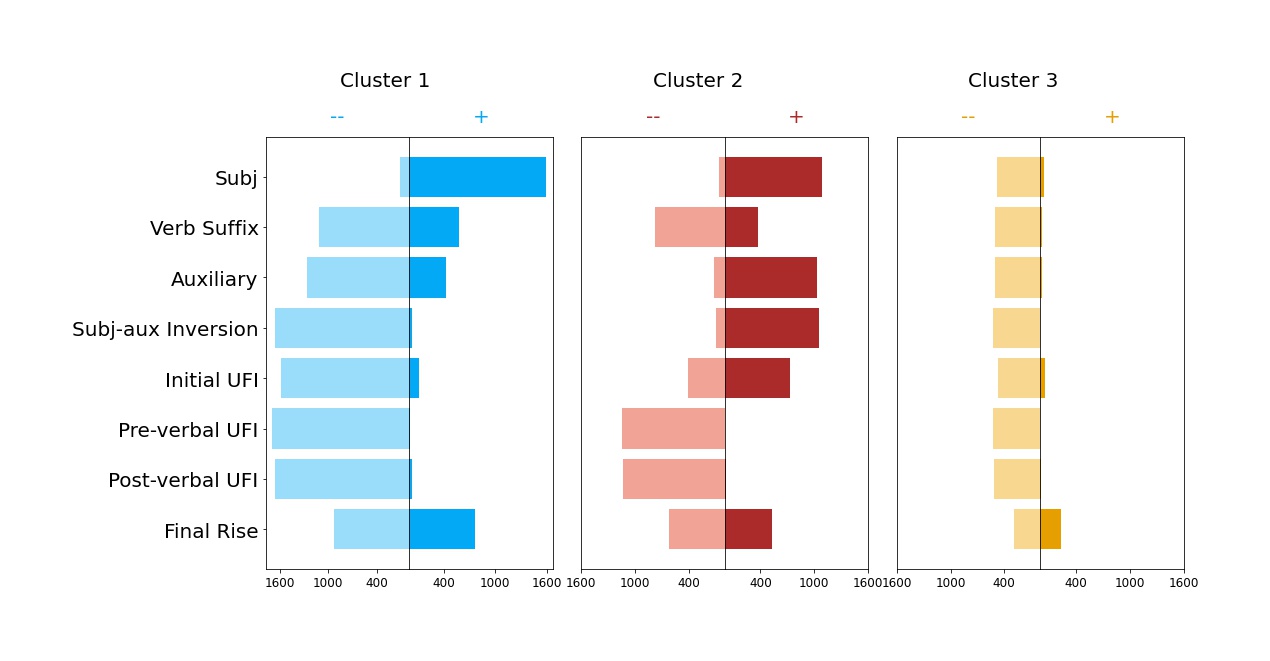 Cluster 1 Cluster 2 Cluster 3
-- + -- + -- +
Subj
Verb Suffix
Auxiliary
Subj-aux Inversion
Initial UFI
Pre-verbal UFI
Post-verbal UFI
Final Rise
1600 1000 400 400 1000 1600 1600 1000 400 400 1000 1600 1600 1000 400 400 1000 1600